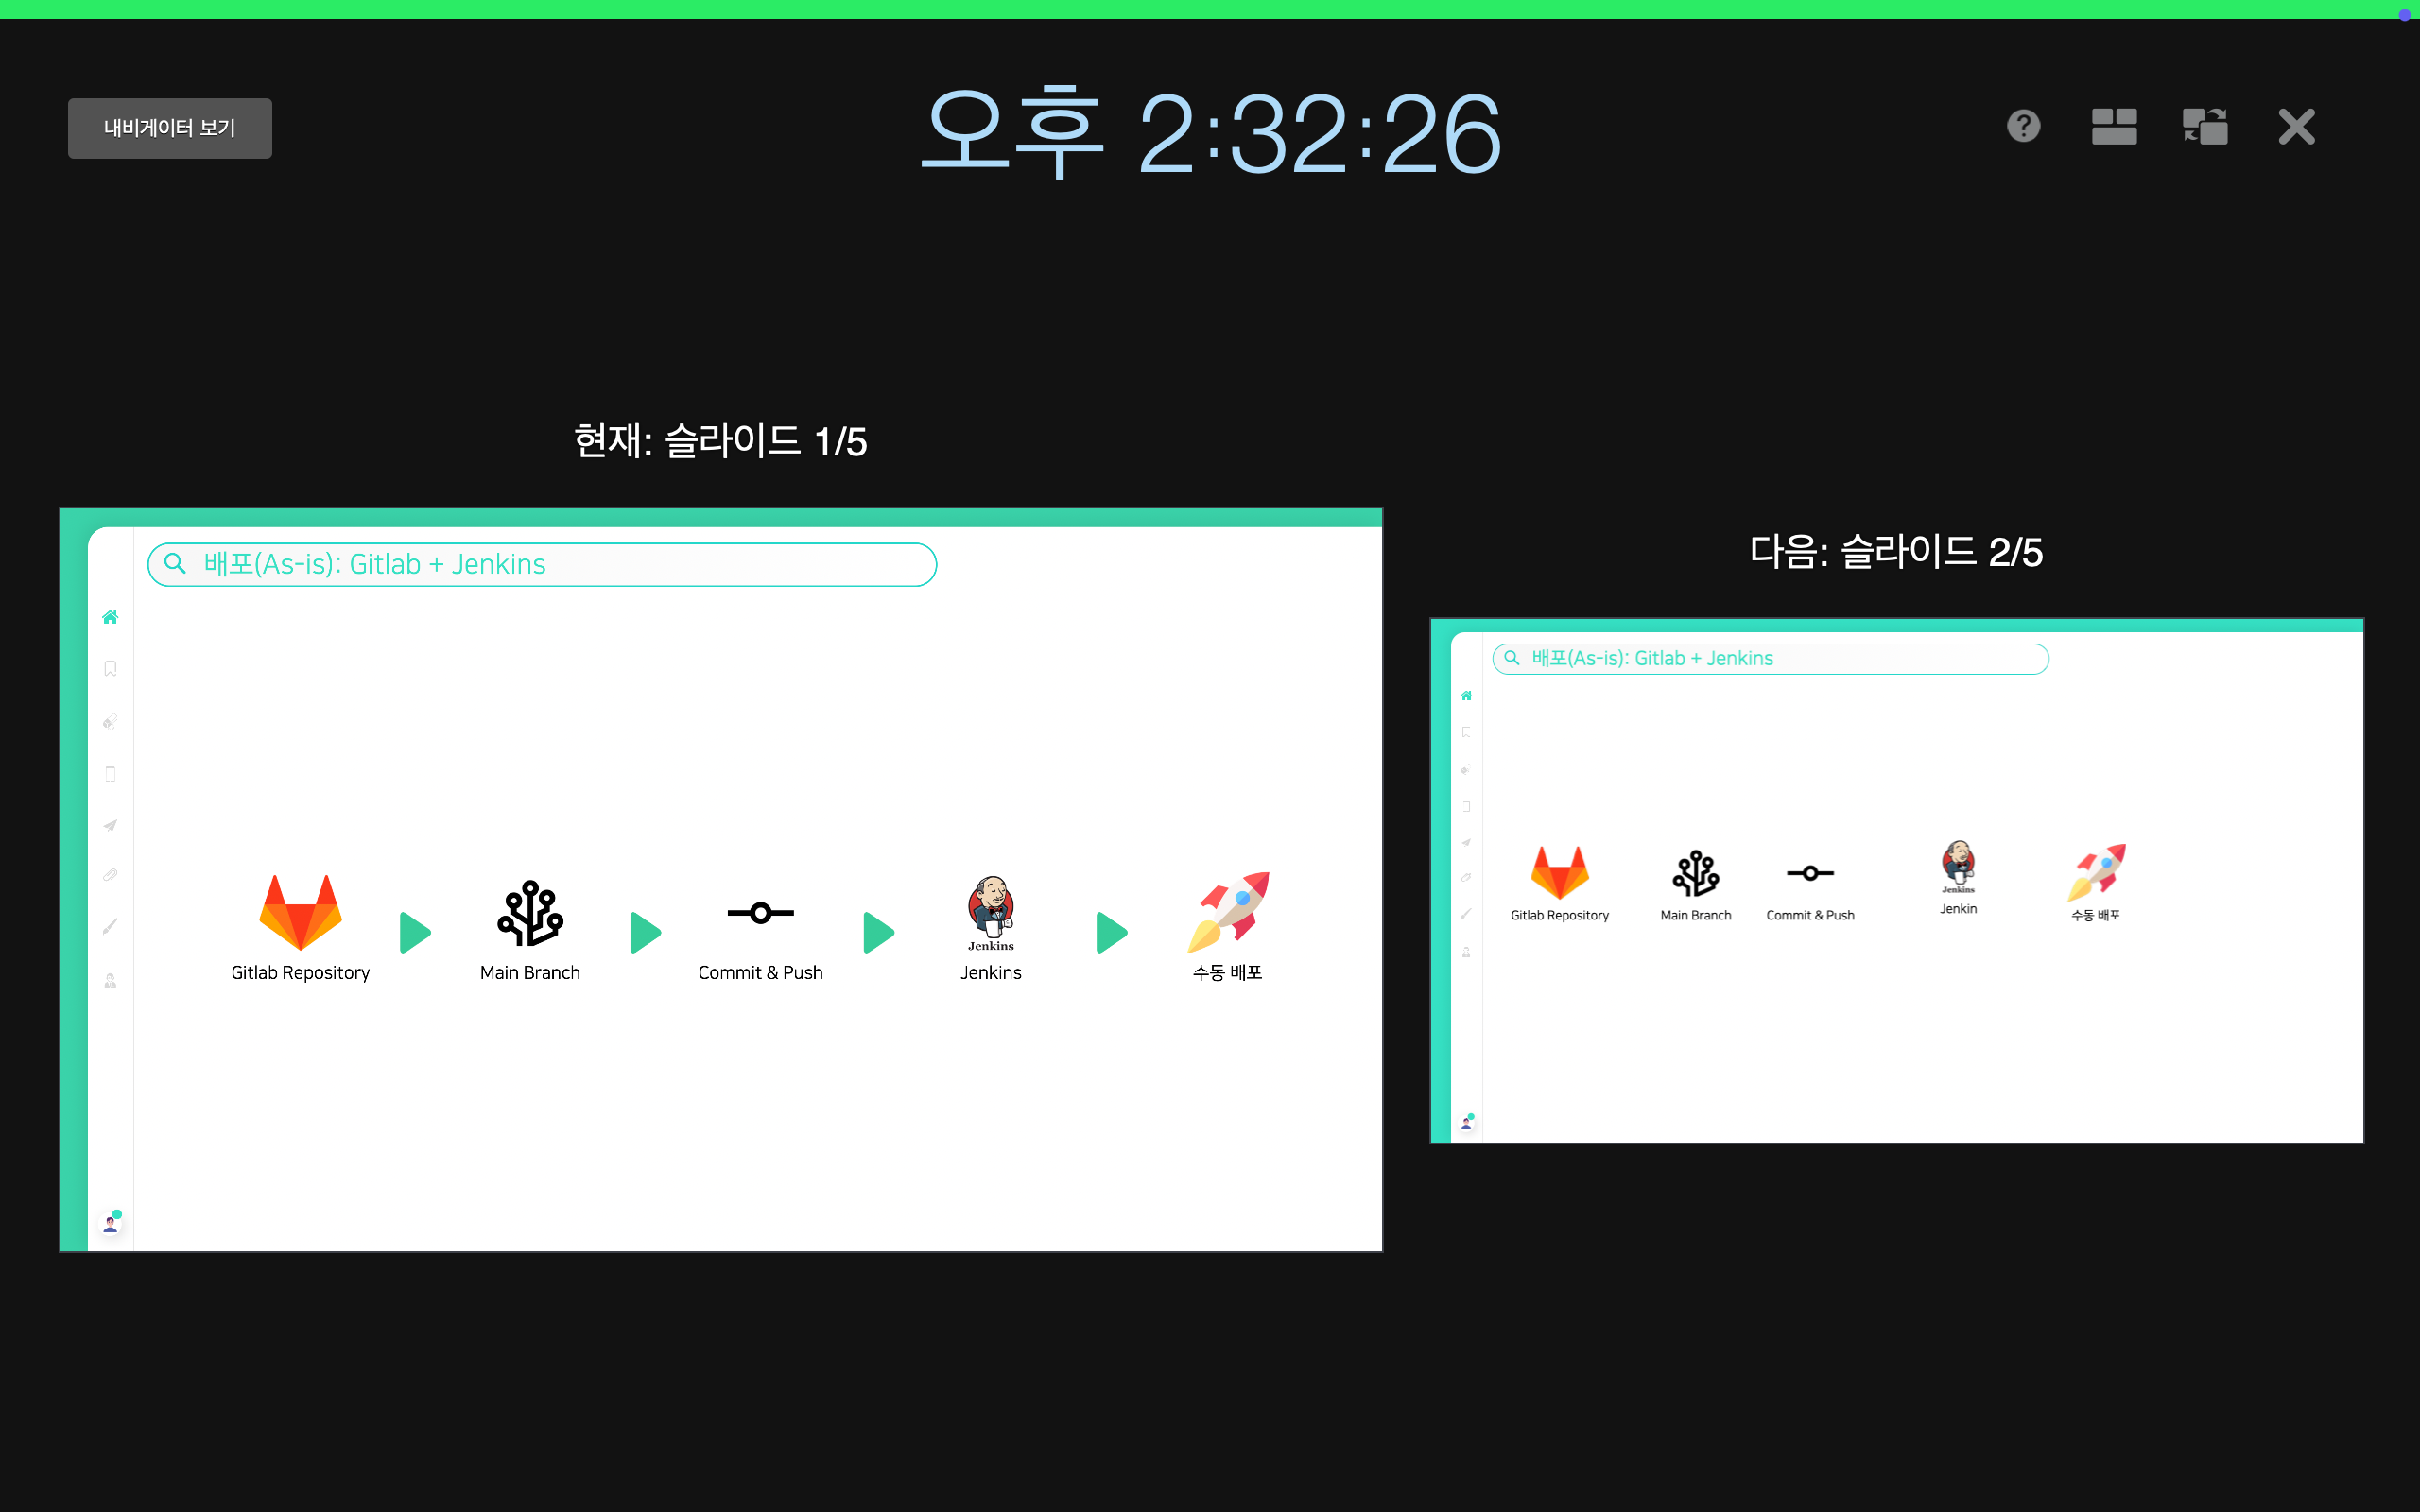 내비게이터 보기
오후 2:32:26
현재: 슬라이드 1/5
배포(As-is): Gitlab + Jenkins
Jenkins
Gitlab Repository
Main Branch
Commit & Push
Jenkins
수동 배포
다음: 슬라이드 2/5
배포(As-is): Gitlab + Jenkins
Jenkins
Gitlab Repository
Main Branch
Commit & Push
Jenkin
수동 배포